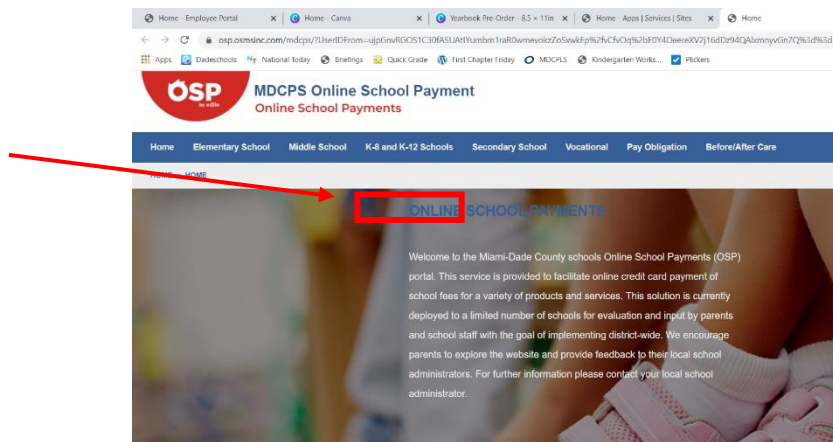 Home - Employee Portal
Home - Canva
Yearbook Pre-Order - 8.5 × 11in
Home - Apps | Services | Sites
Home
Apps
Dadeschools
National Today
Briefings
Quick Grade
First Chapter Friday
MDCPLS
Kindergarten Works...
Plickers
OSP
MDCPS Online School Payment
Online School Payments
Home Elementary School Middle School K-8 and K-12 Schools Secondary School Vocational Pay Obligation Before/After Care
HOME HOME
ONLINE SCHOOL PAYMENTS
Welcome to the Miami-Dade County schools Online School Payments (OSP)
portal. This service is provided to facilitate online credit card payment of
school fees for a variety of products and services. This solution is currently
deployed to a limited number of schools for evaluation and input by parents
and school staff with the goal of implementing district-wide. We encourage
parents to explore the website and provide feedback to their local school
administrators. For further information please contact your local school
administrator.